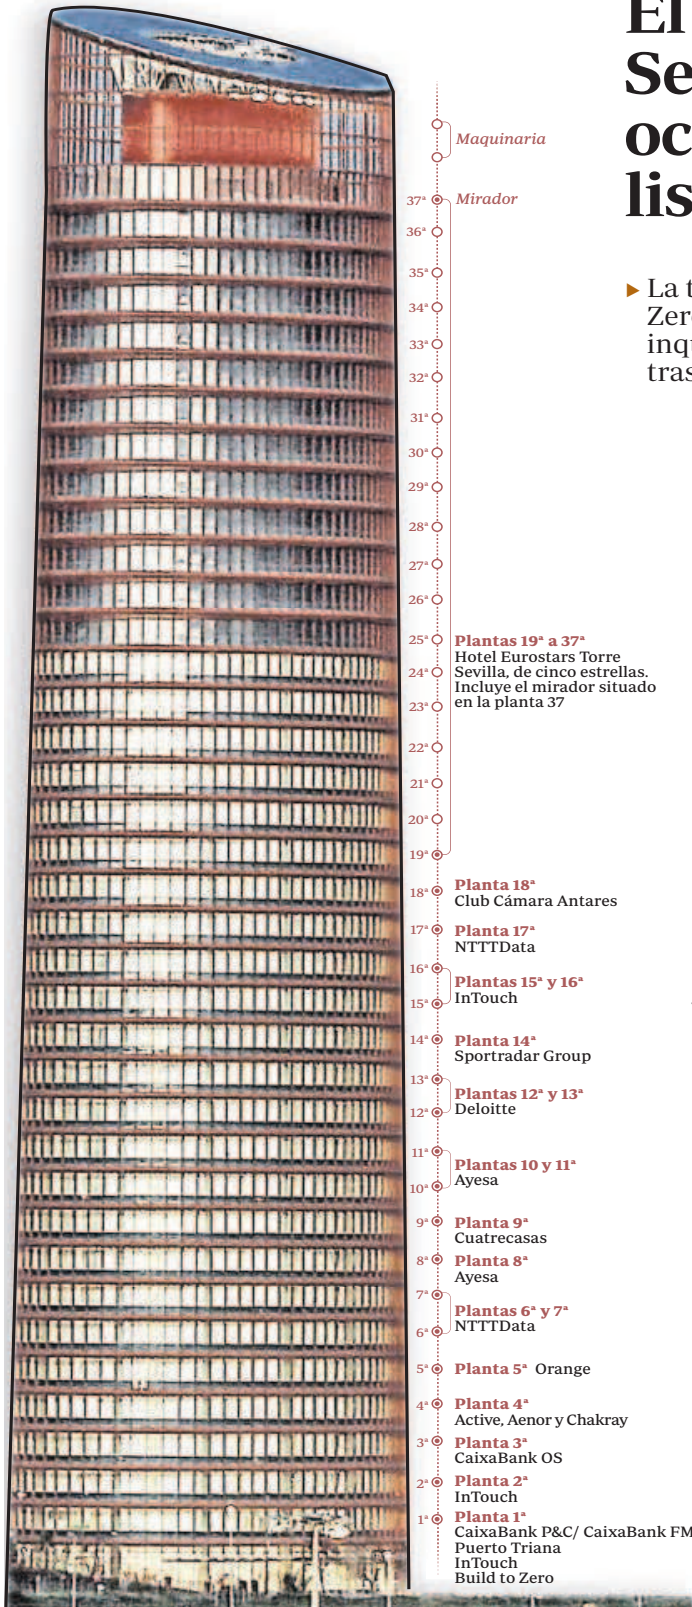 El
Se
oc
lis
La t
Zer
inqu
tras
Maquinaria
37ª Mirador
36ª
35ª
34ª
33ª
32ª
31ª
30ª
29ª
28ª
27ª
26ª
25ª
24ª
23ª
22ª
21ª
20ª
19ª
Plantas 19ª a 37ª
Hotel Eurostars Torre
Sevilla, de cinco estrellas.
Incluye el mirador situado
en la planta 37
18ª Planta 18ª
Club Cámara Antares
17ª Planta 17ª
NTTTData
16ª
15ª
Plantas 15ª y 16ª
InTouch
14ª Planta 14ª
Sportradar Group
13ª
12ª
Plantas 12ª y 13ª
Deloitte
11ª
10ª
Plantas 10 y 11ª
Ayesa
9ª Planta 9ª
Cuatrecasas
8ª Planta 8ª
Ayesa
7ª
6ª
Plantas 6ª y 7ª
NTTTData
5ª Planta 5ª Orange
4ª Planta 4ª
Active, Aenor y Chakray
3ª Planta 3ª
CaixaBank OS
2ª Planta 2ª
InTouch
1ª Planta 1ª
CaixaBank P&C/ CaixaBank FM
Puerto Triana
InTouch
Build to Zero